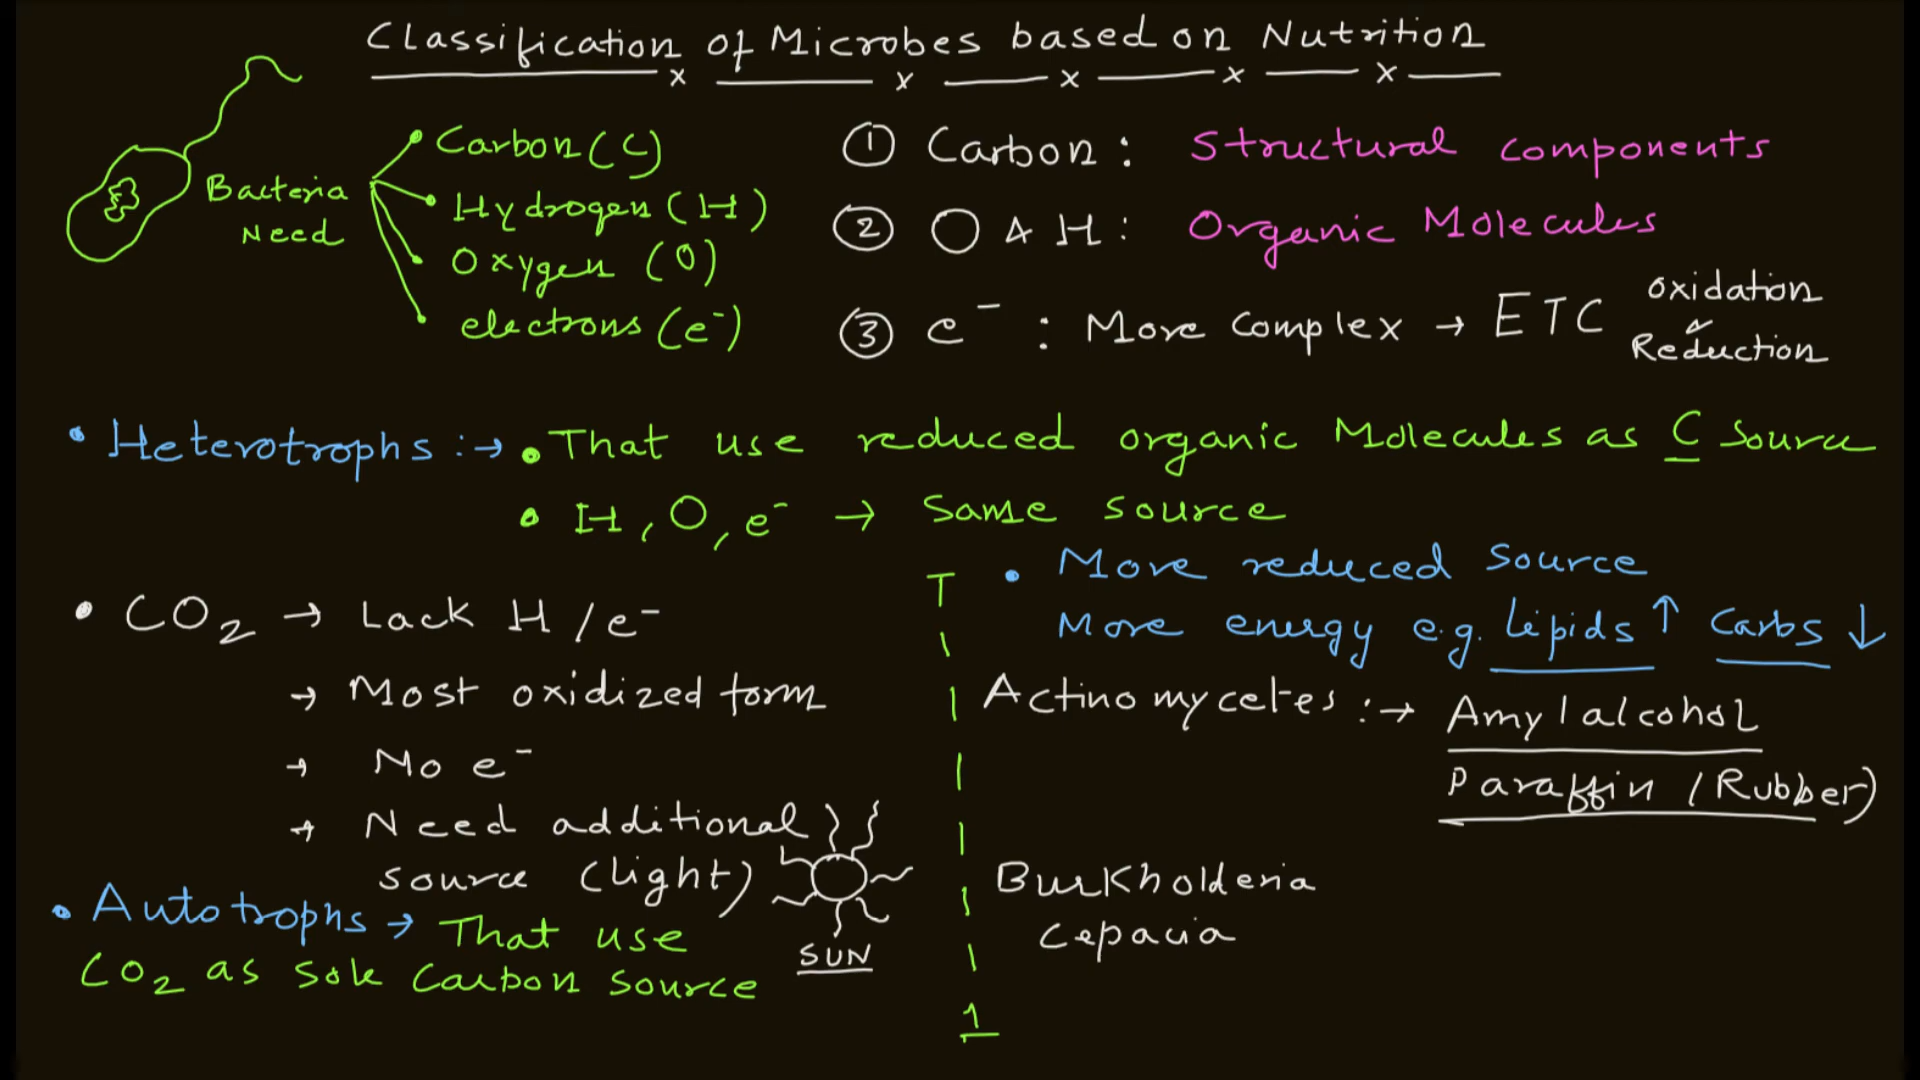 Classification of Microbes based on Nutrition
Bacteria
Need
Carbon (C)
Hydrogen (H)
Oxygen (O)
electrons (e⁻)
① Carbon : Structural components
② O & H : Organic Molecules
③ e⁻ : More complex → ETC oxidation & Reduction
• Heterotrophs :→ • That use reduced organic Molecules as C Source
• H, O, e⁻ → Same source
• CO₂ → Lack H / e⁻
→ Most oxidized form
→ No e⁻
→ Need additional
source (light)
SUN
• Autotrophs → That use
CO₂ as sole Carbon source
• More reduced source
More energy e.g. Lipids ↑ Carbs ↓
Actinomycetes :→ Amyl alcohol
Paraffin / Rubber)
Burkholderia
cepacia